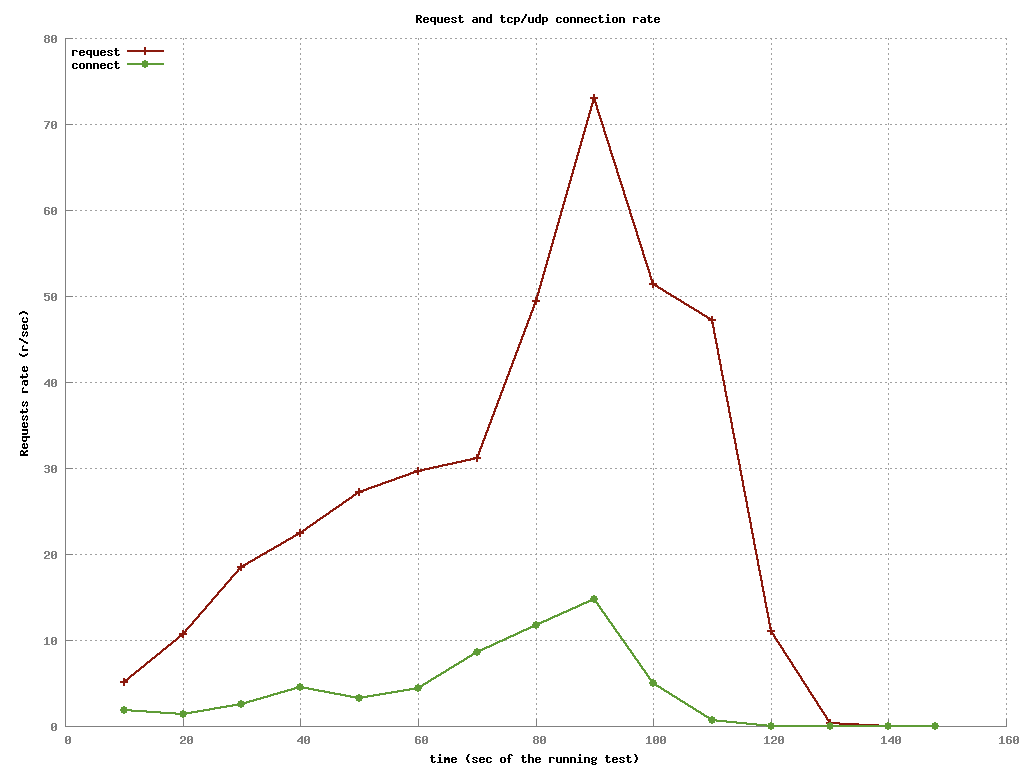 Request and tcp/udp connection rate
80
request
connect
70
60
50
40
30
20
10
0
Requests rate (r/sec)
0 20 40 60 80 100 120 140 160
time (sec of the running test)